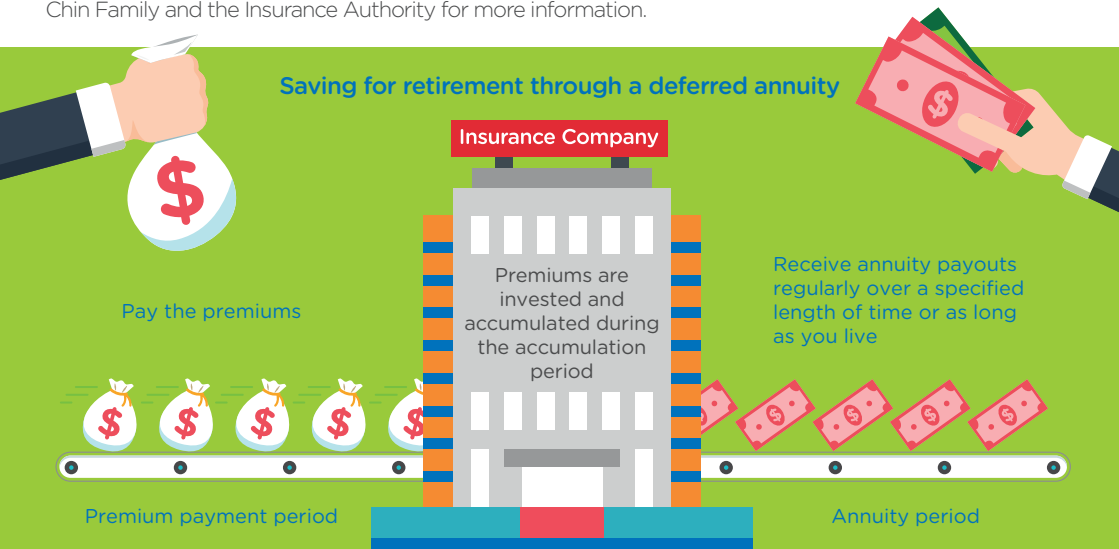 Chin Family and the Insurance Authority for more information.
Saving for retirement through a deferred annuity
Insurance Company
Pay the premiums
Premiums are
invested and
accumulated during
the accumulation
period
Receive annuity payouts
regularly over a specified
length of time or as long
as you live
$
$
$
$
$
$
$
$
$
$
$
$
$
Premium payment period
Annuity period